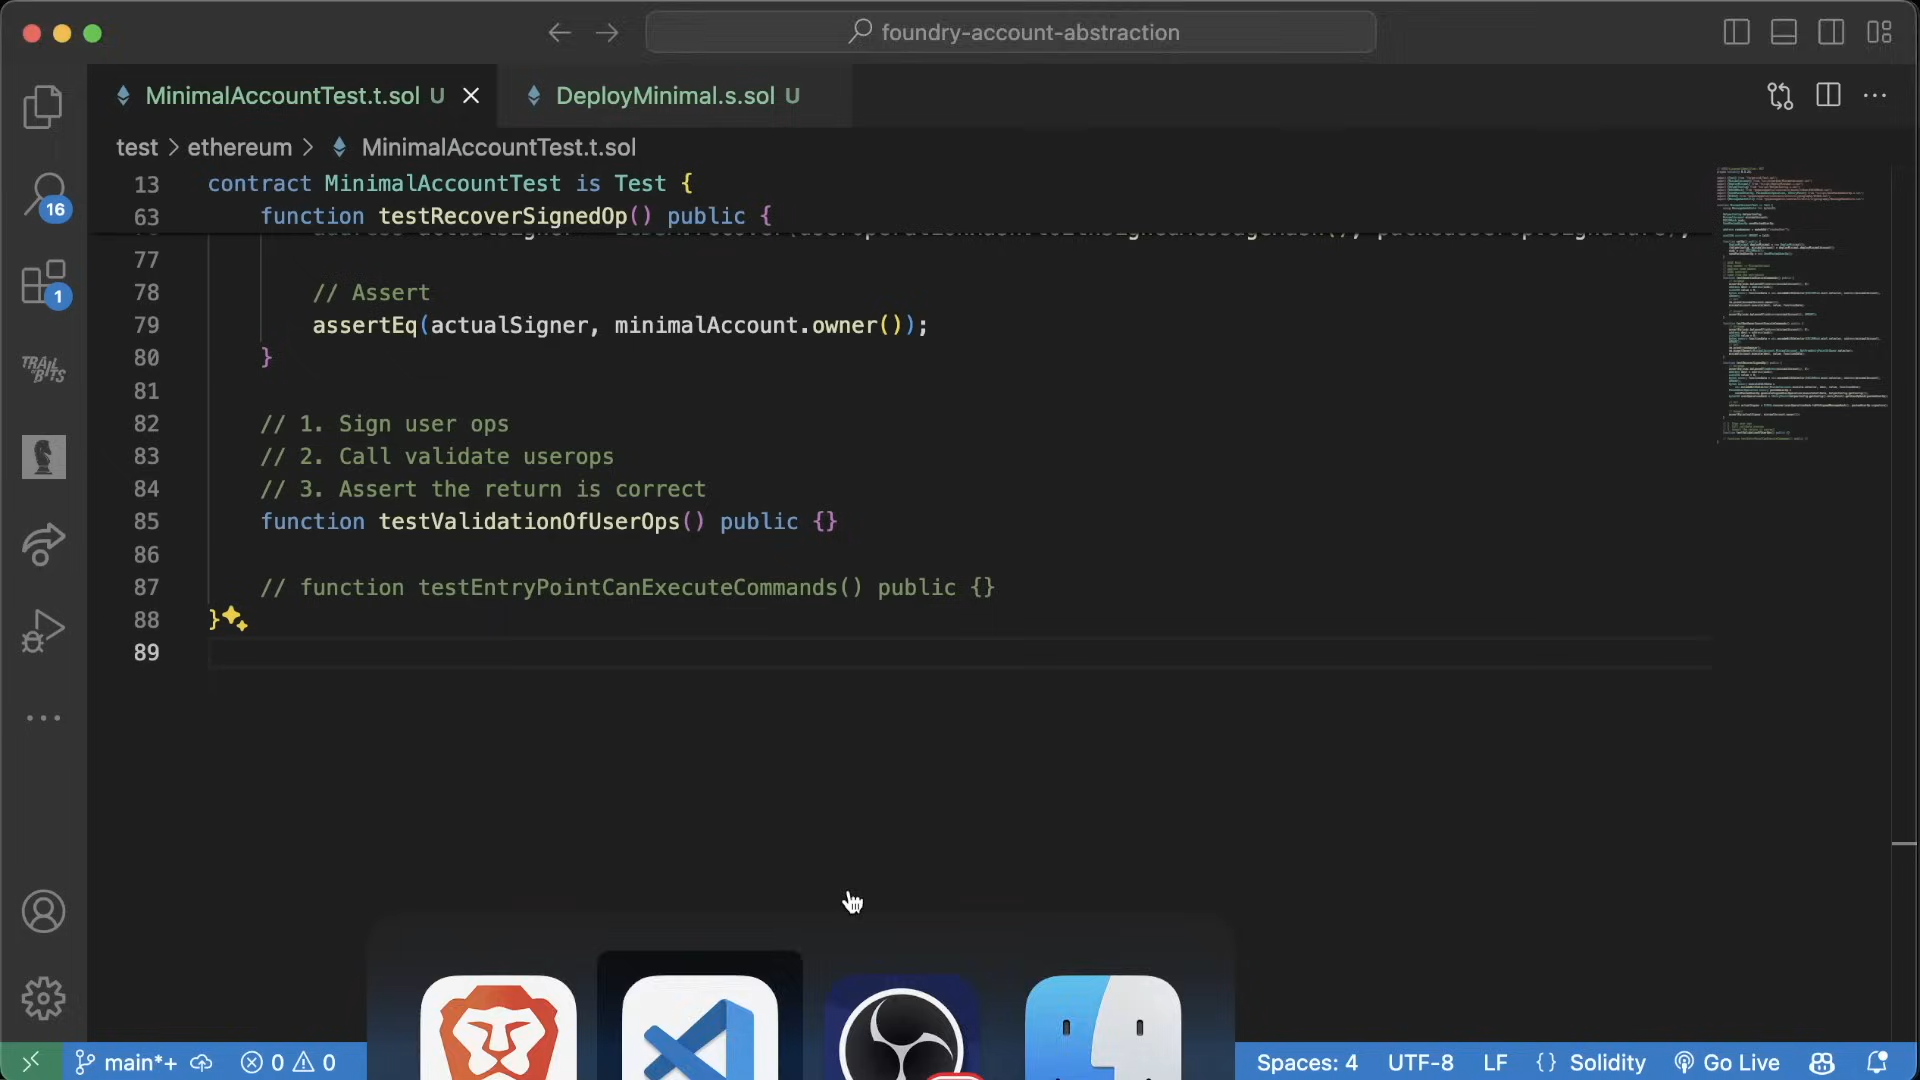 foundry-account-abstraction
MinimalAccountTest.t.sol U
DeployMinimal.s.sol U
test > ethereum > MinimalAccountTest.t.sol
13 contract MinimalAccountTest is Test {
63 function testRecoverSignedOp() public {
77
78 // Assert
79 assertEq(actualSigner, minimalAccount.owner());
80 }
81
82 // 1. Sign user ops
83 // 2. Call validate userops
84 // 3. Assert the return is correct
85 function testValidationOfUserOps() public {}
86
87 // function testEntryPointCanExecuteCommands() public {}
88 }
89
16
1
TRAIL OF BITS
main*+ 0 0
Spaces: 4 UTF-8 LF {} Solidity Go Live